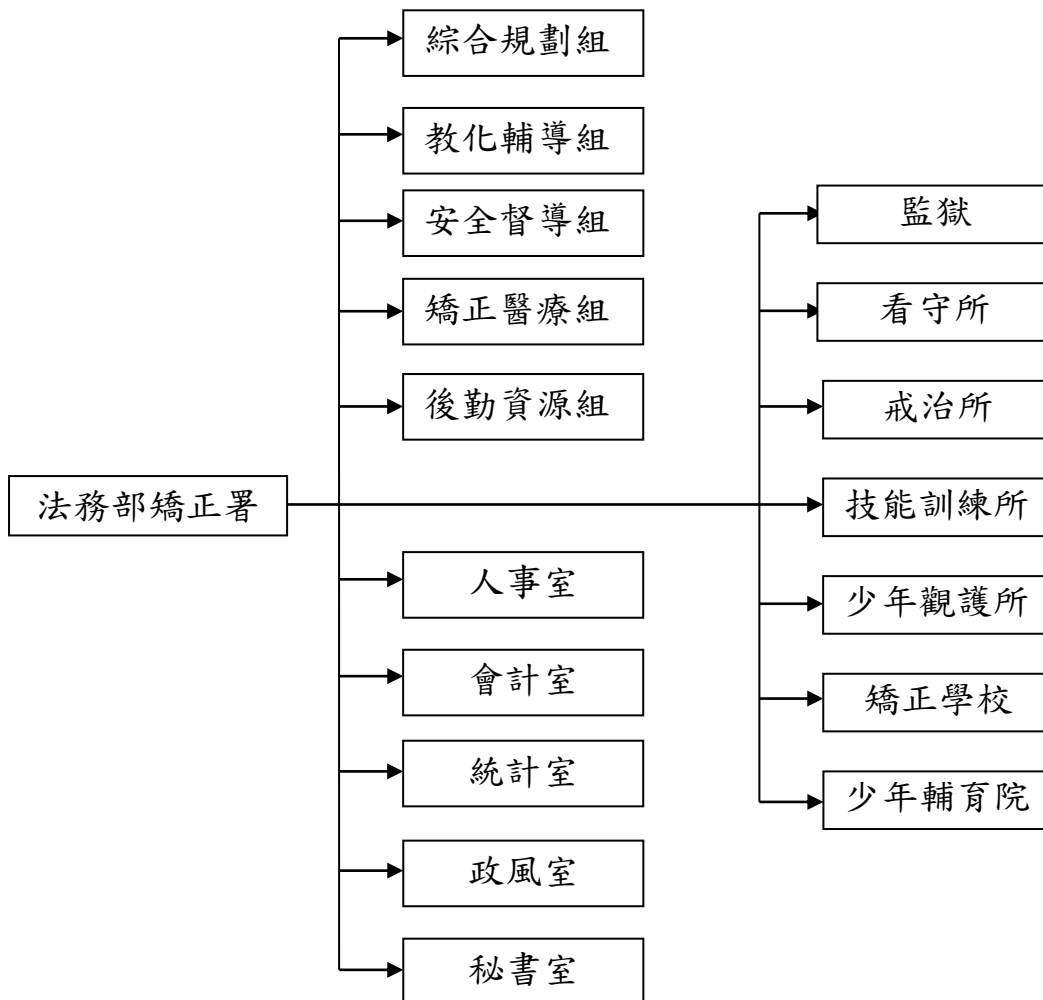 綜合規劃組
教化輔導組
安全督導組
矯正醫療組
後勤資源組
法務部矯正署
人事室
會計室
統計室
政風室
秘書室
監獄
看守所
戒治所
技能訓練所
少年觀護所
矯正學校
少年輔育院